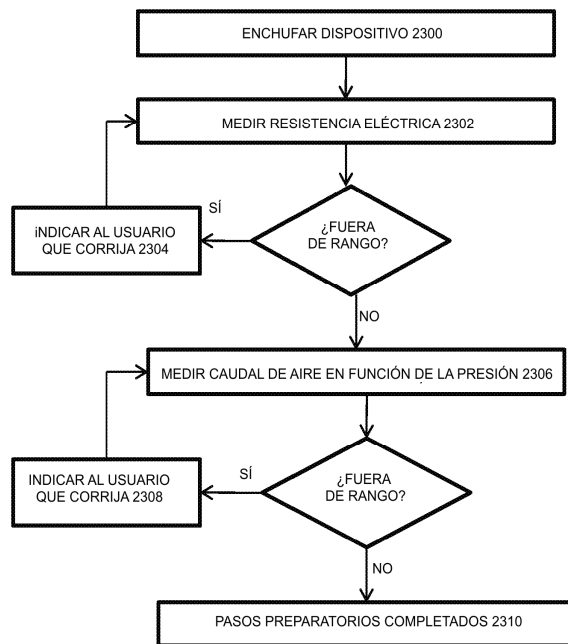 ENCHUFAR DISPOSITIVO 2300
MEDIR RESISTENCIA ELÉCTRICA 2302
SÍ
iNDICAR AL USUARIO
QUE CORRIJA 2304
¿FUERA
DE RANGO?
NO
MEDIR CAUDAL DE AIRE EN FUNCIÓN DE LA PRESIÓN 2306
SÍ
INDICAR AL USUARIO
QUE CORRIJA 2308
¿FUERA
DE RANGO?
NO
PASOS PREPARATORIOS COMPLETADOS 2310